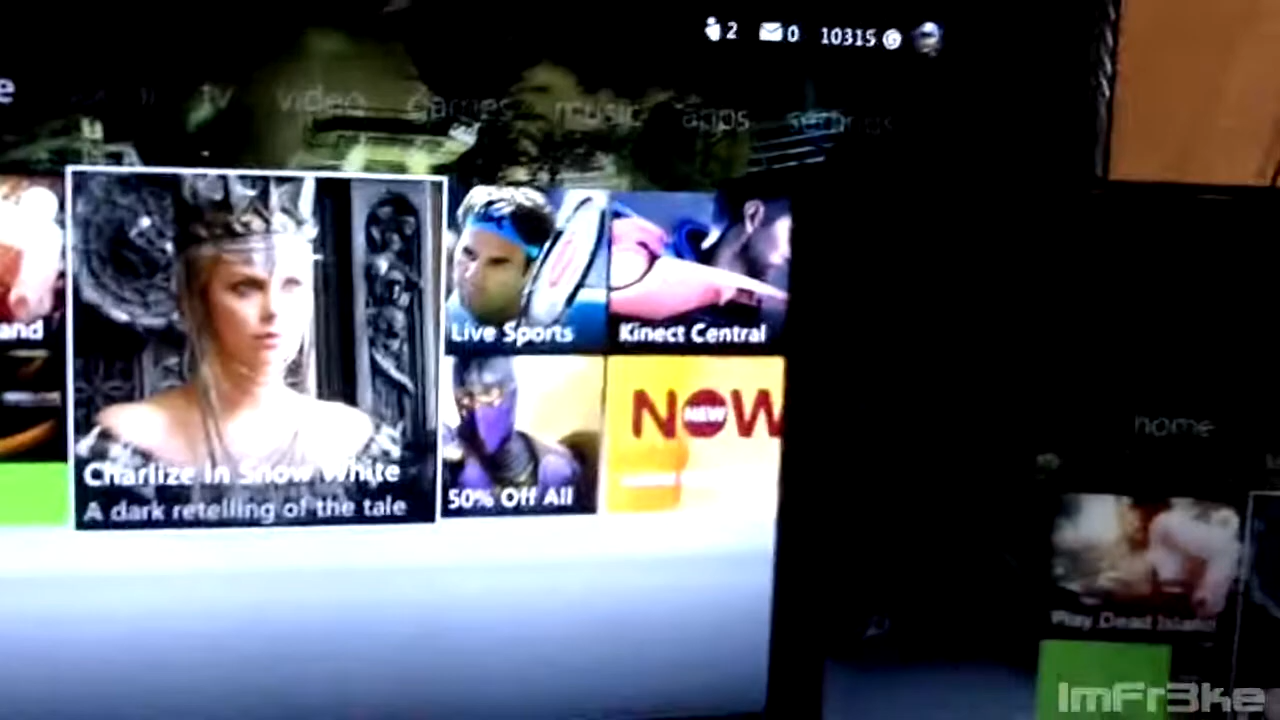 2 0 10315 G
e tv video games music apps settings
and
Live Sports
Kinect Central
NOW
NEW
Charlize In Snow White
A dark retelling of the tale
50% Off All
home
Play Dead Island
ImFr3ke